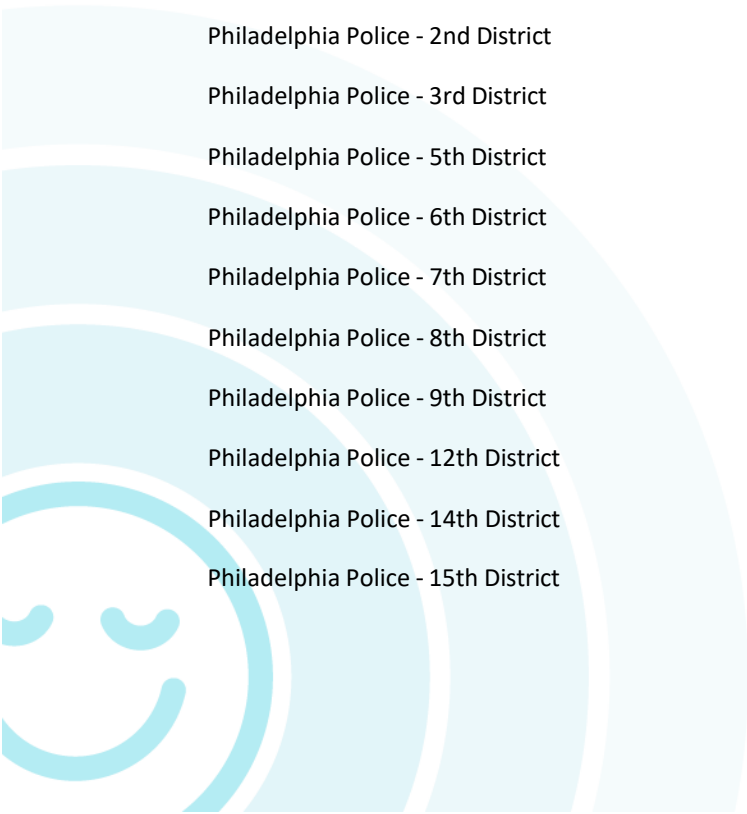 Philadelphia Police - 2nd District
Philadelphia Police - 3rd District
Philadelphia Police - 5th District
Philadelphia Police - 6th District
Philadelphia Police - 7th District
Philadelphia Police - 8th District
Philadelphia Police - 9th District
Philadelphia Police - 12th District
Philadelphia Police - 14th District
Philadelphia Police - 15th District